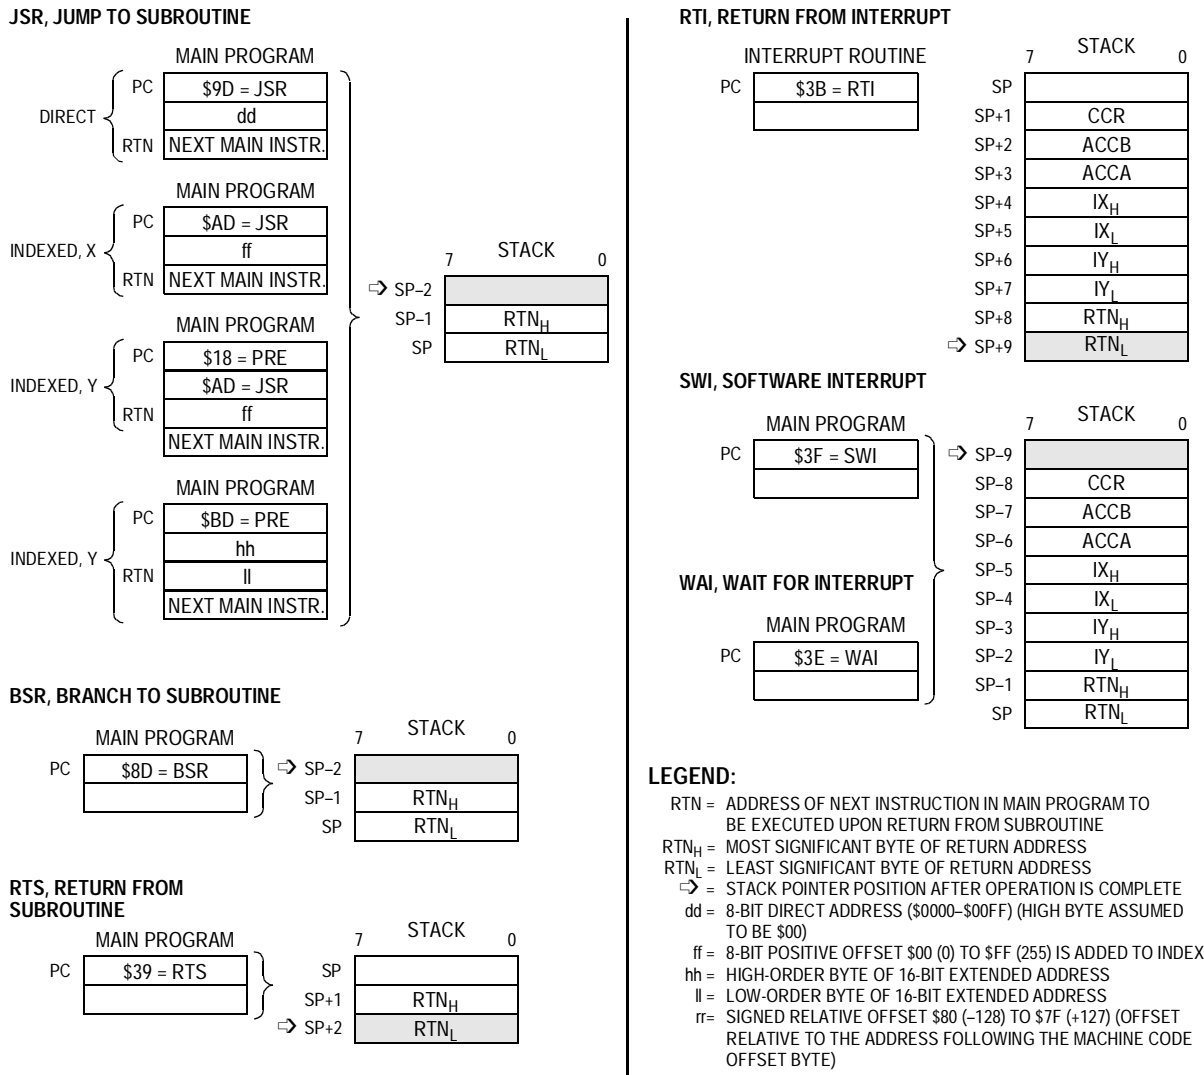 JSR, JUMP TO SUBROUTINE
MAIN PROGRAM
DIRECT
PC $9D = JSR
dd
RTN NEXT MAIN INSTR.
MAIN PROGRAM
INDEXED, X
PC $AD = JSR
ff
RTN NEXT MAIN INSTR.
MAIN PROGRAM
INDEXED, Y
PC $18 = PRE
$AD = JSR
RTN ff
NEXT MAIN INSTR.
MAIN PROGRAM
INDEXED, Y
PC $BD = PRE
hh
RTN ll
NEXT MAIN INSTR.
7 STACK 0
➩ SP–2
SP–1 RTNH
SP RTNL
BSR, BRANCH TO SUBROUTINE
MAIN PROGRAM
PC $8D = BSR
7 STACK 0
➩ SP–2
SP–1 RTNH
SP RTNL
RTS, RETURN FROM
SUBROUTINE
MAIN PROGRAM
PC $39 = RTS
7 STACK 0
SP
SP+1 RTNH
➩ SP+2 RTNL
RTI, RETURN FROM INTERRUPT
INTERRUPT ROUTINE
PC $3B = RTI
7 STACK 0
SP
SP+1 CCR
SP+2 ACCB
SP+3 ACCA
SP+4 IXH
SP+5 IXL
SP+6 IYH
SP+7 IYL
SP+8 RTNH
➩ SP+9 RTNL
SWI, SOFTWARE INTERRUPT
MAIN PROGRAM
PC $3F = SWI
WAI, WAIT FOR INTERRUPT
MAIN PROGRAM
PC $3E = WAI
7 STACK 0
➩ SP–9
SP–8 CCR
SP–7 ACCB
SP–6 ACCA
SP–5 IXH
SP–4 IXL
SP–3 IYH
SP–2 IYL
SP–1 RTNH
SP RTNL
LEGEND:
RTN = ADDRESS OF NEXT INSTRUCTION IN MAIN PROGRAM TO
BE EXECUTED UPON RETURN FROM SUBROUTINE
RTNH = MOST SIGNIFICANT BYTE OF RETURN ADDRESS
RTNL = LEAST SIGNIFICANT BYTE OF RETURN ADDRESS
➩ = STACK POINTER POSITION AFTER OPERATION IS COMPLETE
dd = 8-BIT DIRECT ADDRESS ($0000–$00FF) (HIGH BYTE ASSUMED
TO BE $00)
ff = 8-BIT POSITIVE OFFSET $00 (0) TO $FF (255) IS ADDED TO INDEX
hh = HIGH-ORDER BYTE OF 16-BIT EXTENDED ADDRESS
ll = LOW-ORDER BYTE OF 16-BIT EXTENDED ADDRESS
rr= SIGNED RELATIVE OFFSET $80 (–128) TO $7F (+127) (OFFSET
RELATIVE TO THE ADDRESS FOLLOWING THE MACHINE CODE
OFFSET BYTE)